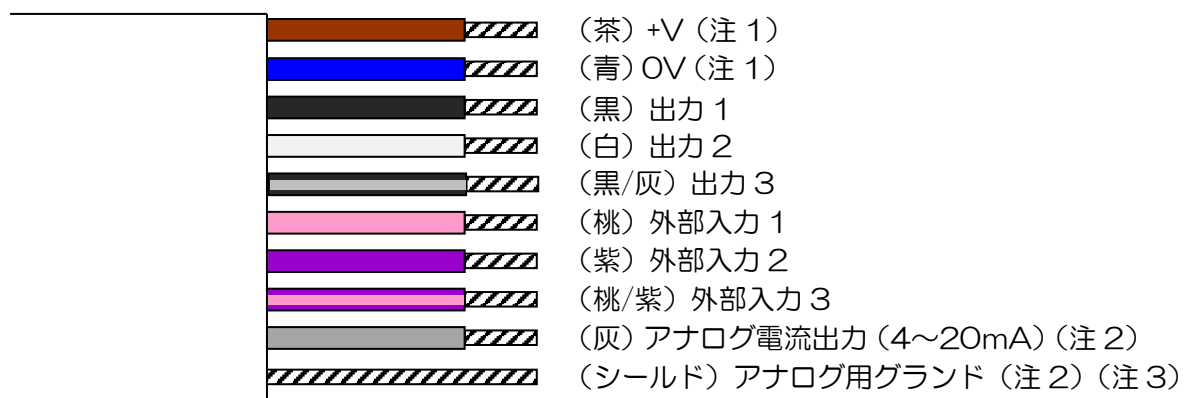 （茶）+V（注 1）
（青）0V（注 1）
（黒）出力 1
（白）出力 2
（黒/灰）出力 3
（桃）外部入力 1
（紫）外部入力 2
（桃/紫）外部入力 3
（灰）アナログ電流出力（4～20mA）（注 2）
（シールド）アナログ用グランド（注 2）（注 3）